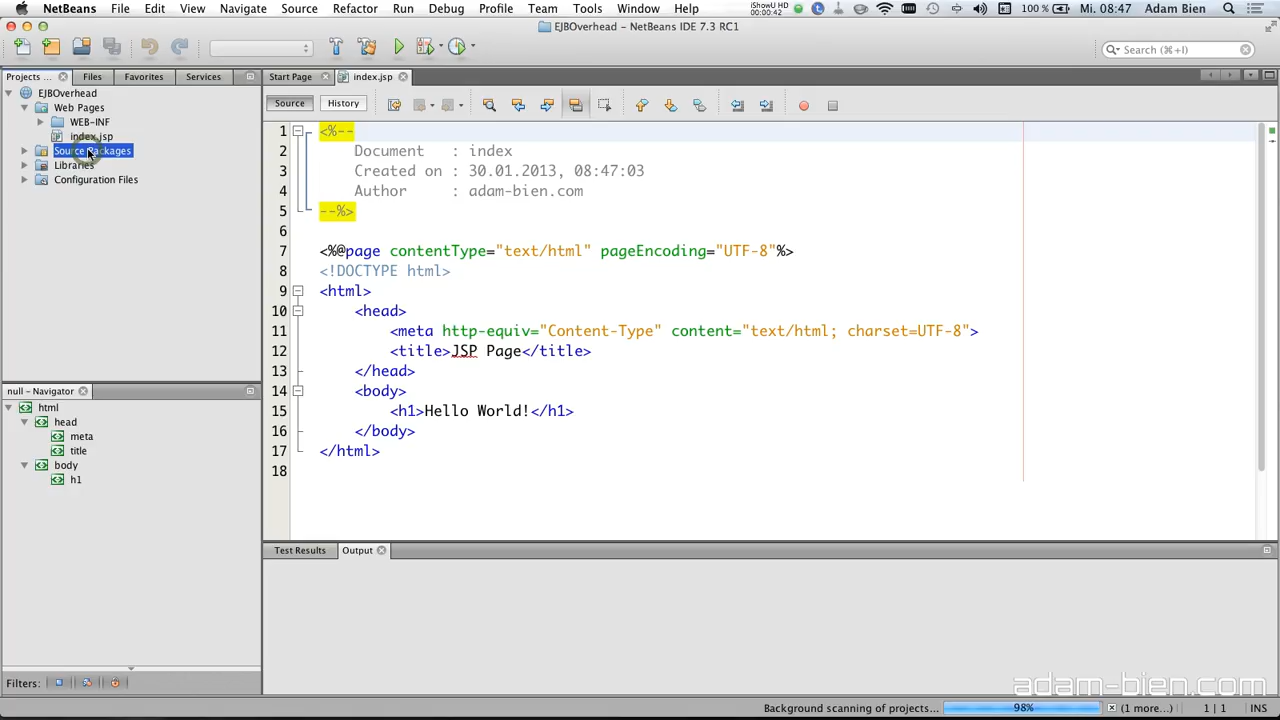 NetBeans File Edit View Navigate Source Refactor Run Debug Profile Team Tools Window Help iShowU HD 00:00:42 100 % Mi. 08:47 Adam Bien
EJBOverhead - NetBeans IDE 7.3 RC1
Search (⌘+I)
Projects ... Files Favorites Services
EJBOverhead
Web Pages
WEB-INF
index.jsp
Source Packages
Libraries
Configuration Files
null - Navigator
html
head
meta
title
body
h1
Filters:
Start Page index.jsp
Source History
1 <%--
2 Document : index
3 Created on : 30.01.2013, 08:47:03
4 Author : adam-bien.com
5 --%>
6
7 <%@page contentType="text/html" pageEncoding="UTF-8"%>
8 <!DOCTYPE html>
9 <html>
10 <head>
11 <meta http-equiv="Content-Type" content="text/html; charset=UTF-8">
12 <title>JSP Page</title>
13 </head>
14 <body>
15 <h1>Hello World!</h1>
16 </body>
17 </html>
18
Test Results Output
adam-bien.com
Background scanning of projects... 98% (1 more...) 1 | 1 INS